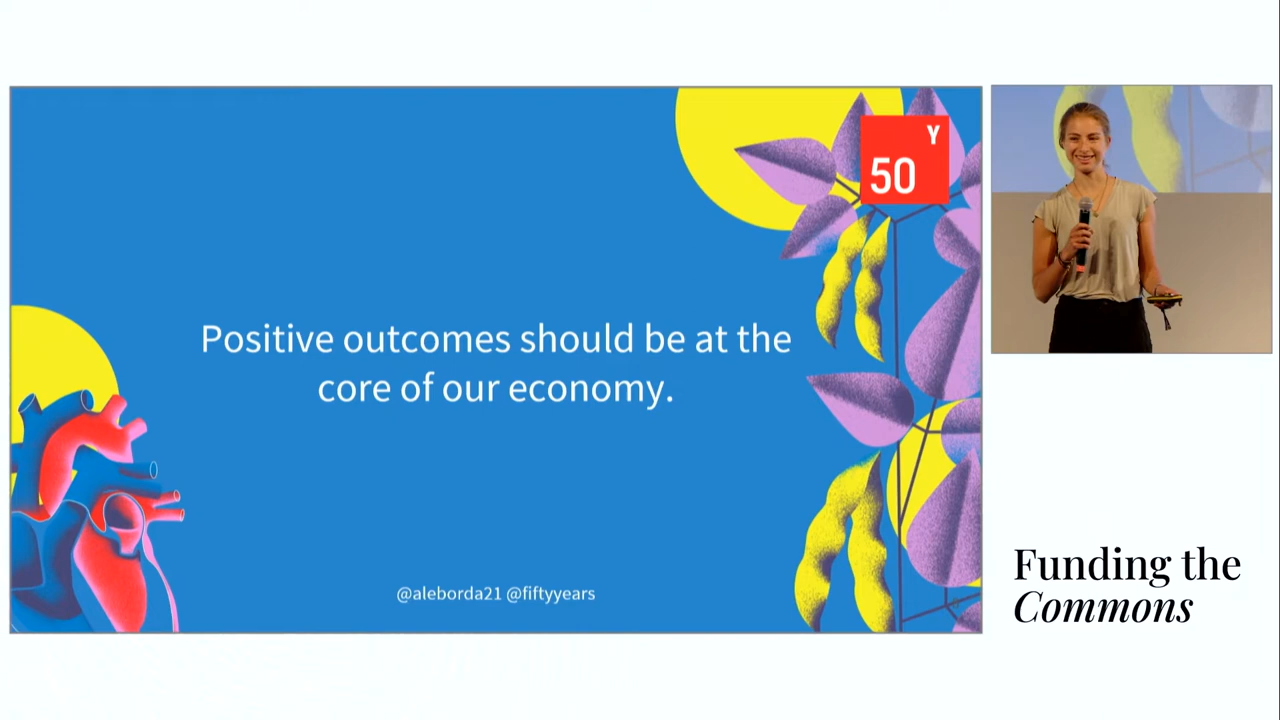 Y
50
Positive outcomes should be at the
core of our economy.
@aleborda21 @fiftyyears
Funding the
Commons